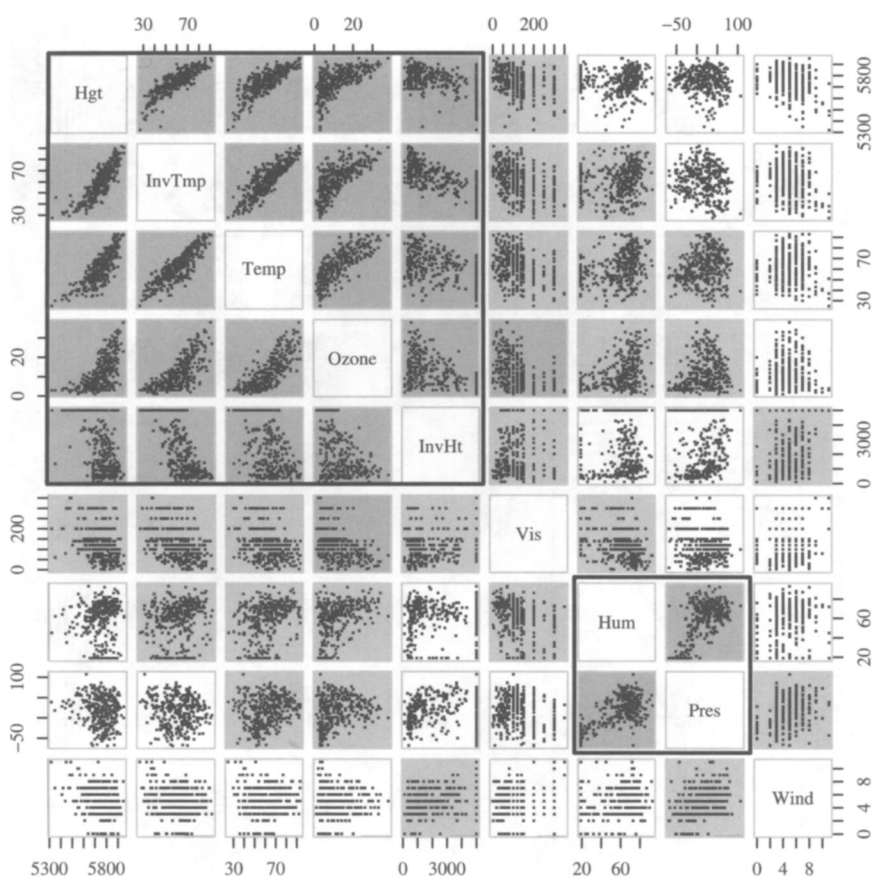 30 70 0 20 0 200 −50 100
Hgt
5300 5800
30 70
InvTmp
Temp
30 70
0 20
Ozone
InvHt
0 3000
0 200
Vis
Hum
20 60
−50 100
Pres
Wind
0 4 8
5300 5800 30 70 0 3000 20 60 0 4 8